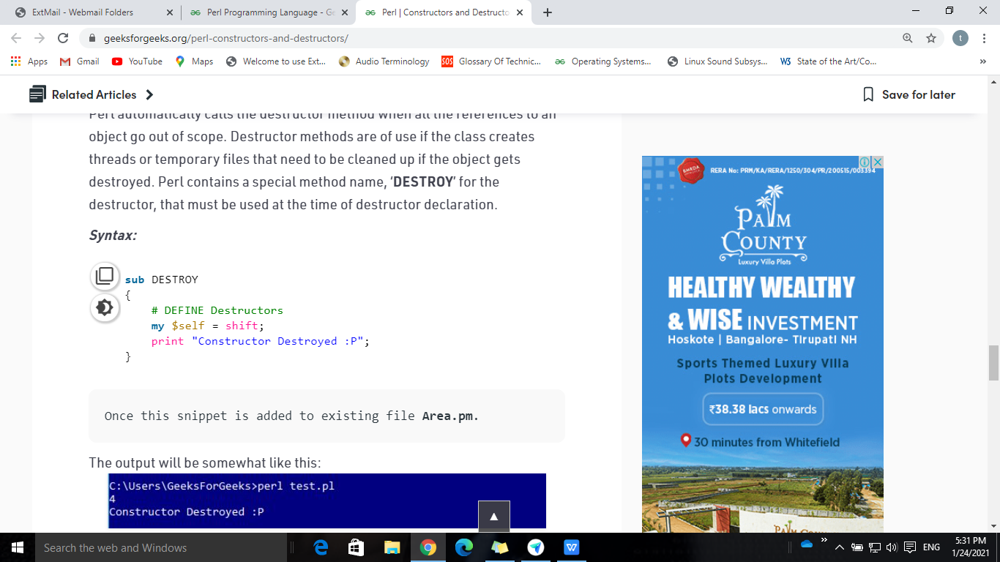 ExtMail - Webmail Folders
Perl Programming Language - Ge
Perl | Constructors and Destructo
geeksforgeeks.org/perl-constructors-and-destructors/
t
Apps
Gmail
YouTube
Maps
Welcome to use Ext...
Audio Terminology
SOS
Glossary Of Technic...
Operating Systems...
Linux Sound Subsys...
W3
State of the Art/Co...
»
Related Articles
Save for later
Perl automatically calls the destructor method when all the references to an
object go out of scope. Destructor methods are of use if the class creates
threads or temporary files that need to be cleaned up if the object gets
destroyed. Perl contains a special method name, ‘DESTROY’ for the
destructor, that must be used at the time of destructor declaration.
Syntax:
sub DESTROY
{
# DEFINE Destructors
my $self = shift;
print "Constructor Destroyed :P";
}
Once this snippet is added to existing file Area.pm.
The output will be somewhat like this:
C:\Users\GeeksForGeeks>perl test.pl
4
Constructor Destroyed :P
RERA No: PRM/KA/RERA/1250/304/PR/200515/003394
PALM
COUNTY
Luxury Villa Plots
HEALTHY WEALTHY
& WISE INVESTMENT
Hoskote | Bangalore- Tirupati NH
Sports Themed Luxury Villa
Plots Development
₹38.38 lacs onwards
30 minutes from Whitefield
Search the web and Windows
ENG
5:31 PM
1/24/2021